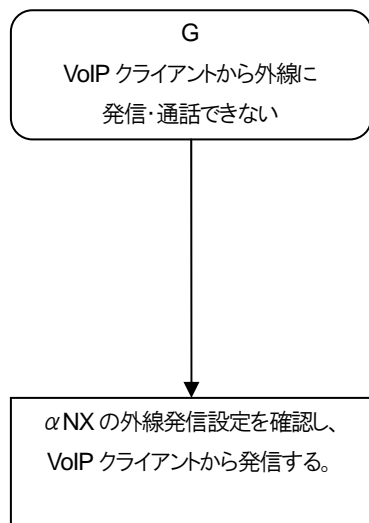 G
VoIP クライアントから外線に
発信・通話できない
αNX の外線発信設定を確認し、
VoIP クライアントから発信する。